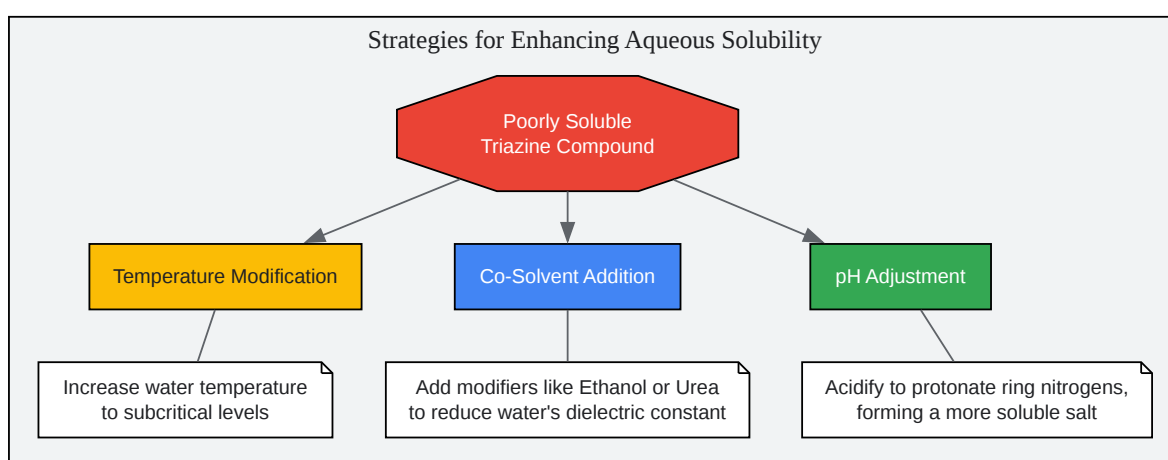 Strategies for Enhancing Aqueous Solubility
Poorly Soluble
Triazine Compound
Temperature Modification
Co-Solvent Addition
pH Adjustment
Increase water temperature
to subcritical levels
Add modifiers like Ethanol or Urea
to reduce water's dielectric constant
Acidify to protonate ring nitrogens,
forming a more soluble salt